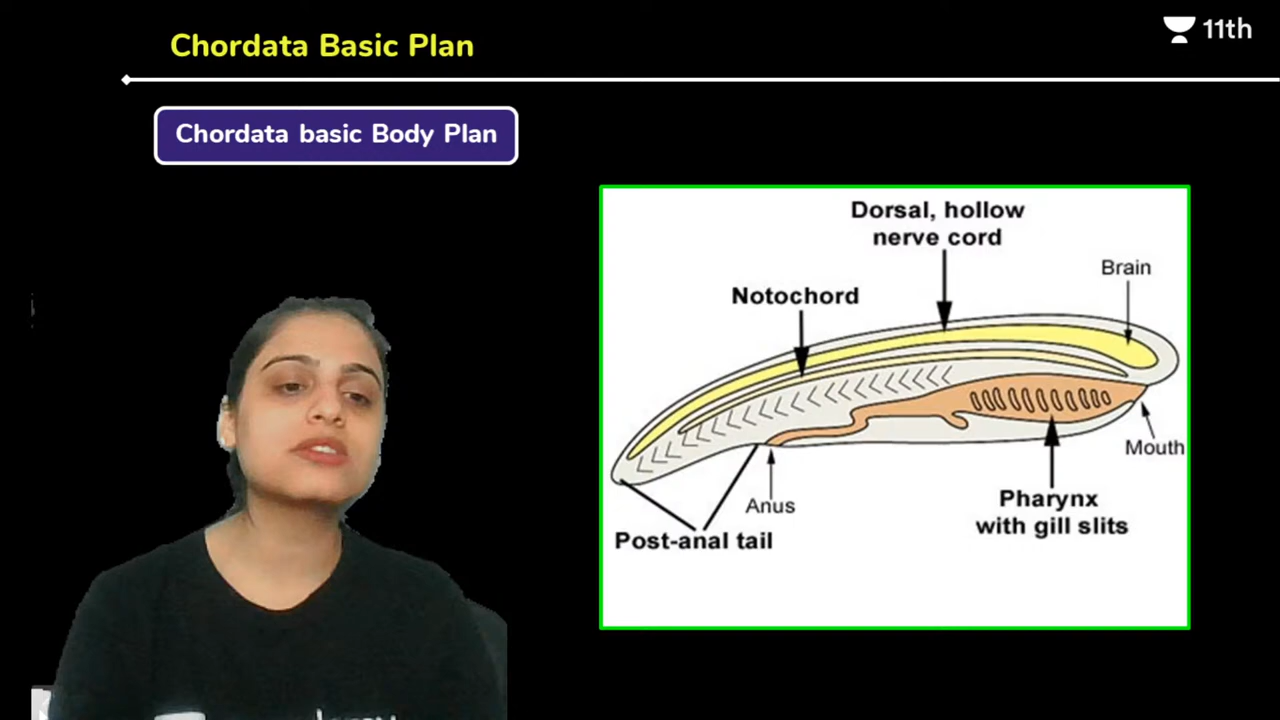 Chordata Basic Plan
11th
Chordata basic Body Plan
Dorsal, hollow
nerve cord
Brain
Notochord
Mouth
Pharynx
with gill slits
Anus
Post-anal tail